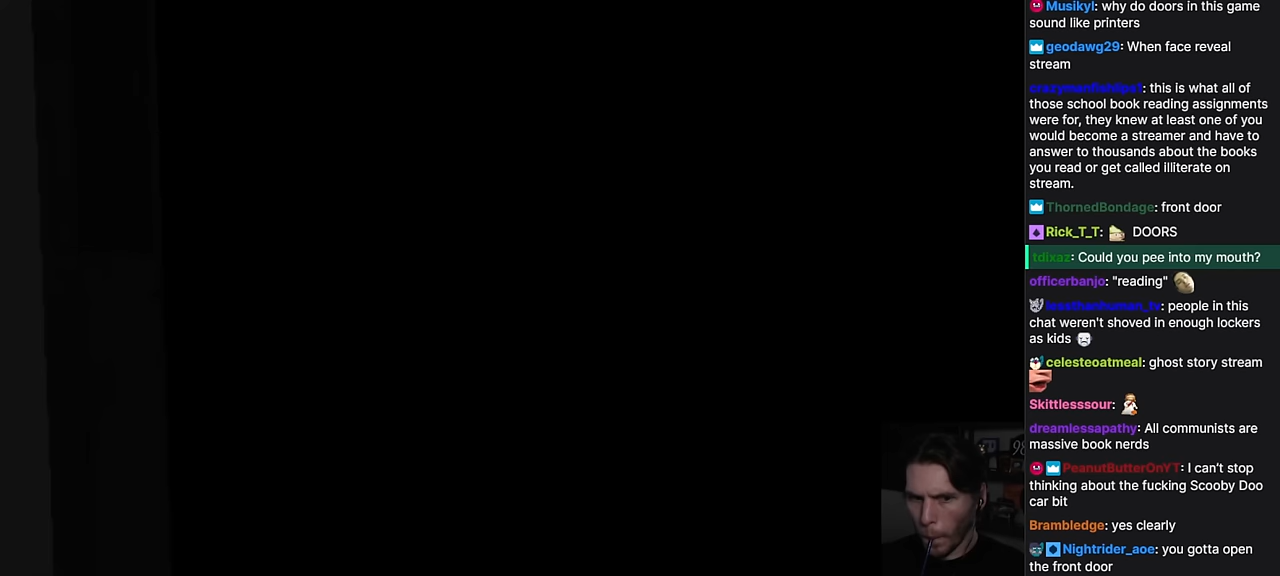 Musikyl: why do doors in this game
sound like printers
geodawg29: When face reveal
stream
: this is what all of
those school book reading assignments
were for, they knew at least one of you
would become a streamer and have to
answer to thousands about the books
you read or get called illiterate on
stream.
ThornedBondage: front door
Rick_T_T: DOORS
tdixaz: Could you pee into my mouth?
officerbanjo: "reading"
: people in this
chat weren't shoved in enough lockers
as kids
celesteoatmeal: ghost story stream
Skittlesssour:
dreamlessapathy: All communists are
massive book nerds
PeanutButterOnYT: I can't stop
thinking about the fucking Scooby Doo
car bit
Brambledge: yes clearly
Nightrider_aoe: you gotta open
the front door